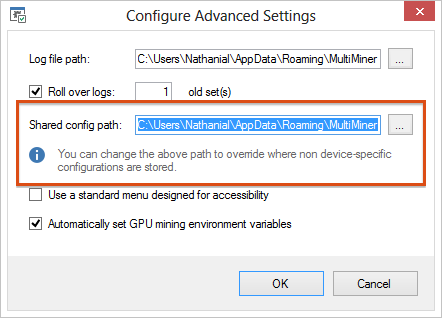 Configure Advanced Settings
Log file path: C:\Users\Nathanial\AppData\Roaming\MultiMiner ...
Roll over logs: 1 old set(s)
Shared config path: C:\Users\Nathanial\AppData\Roaming\MultiMiner ...
You can change the above path to override where non device-specific
configurations are stored.
Use a standard menu designed for accessibility
Automatically set GPU mining environment variables
OK Cancel